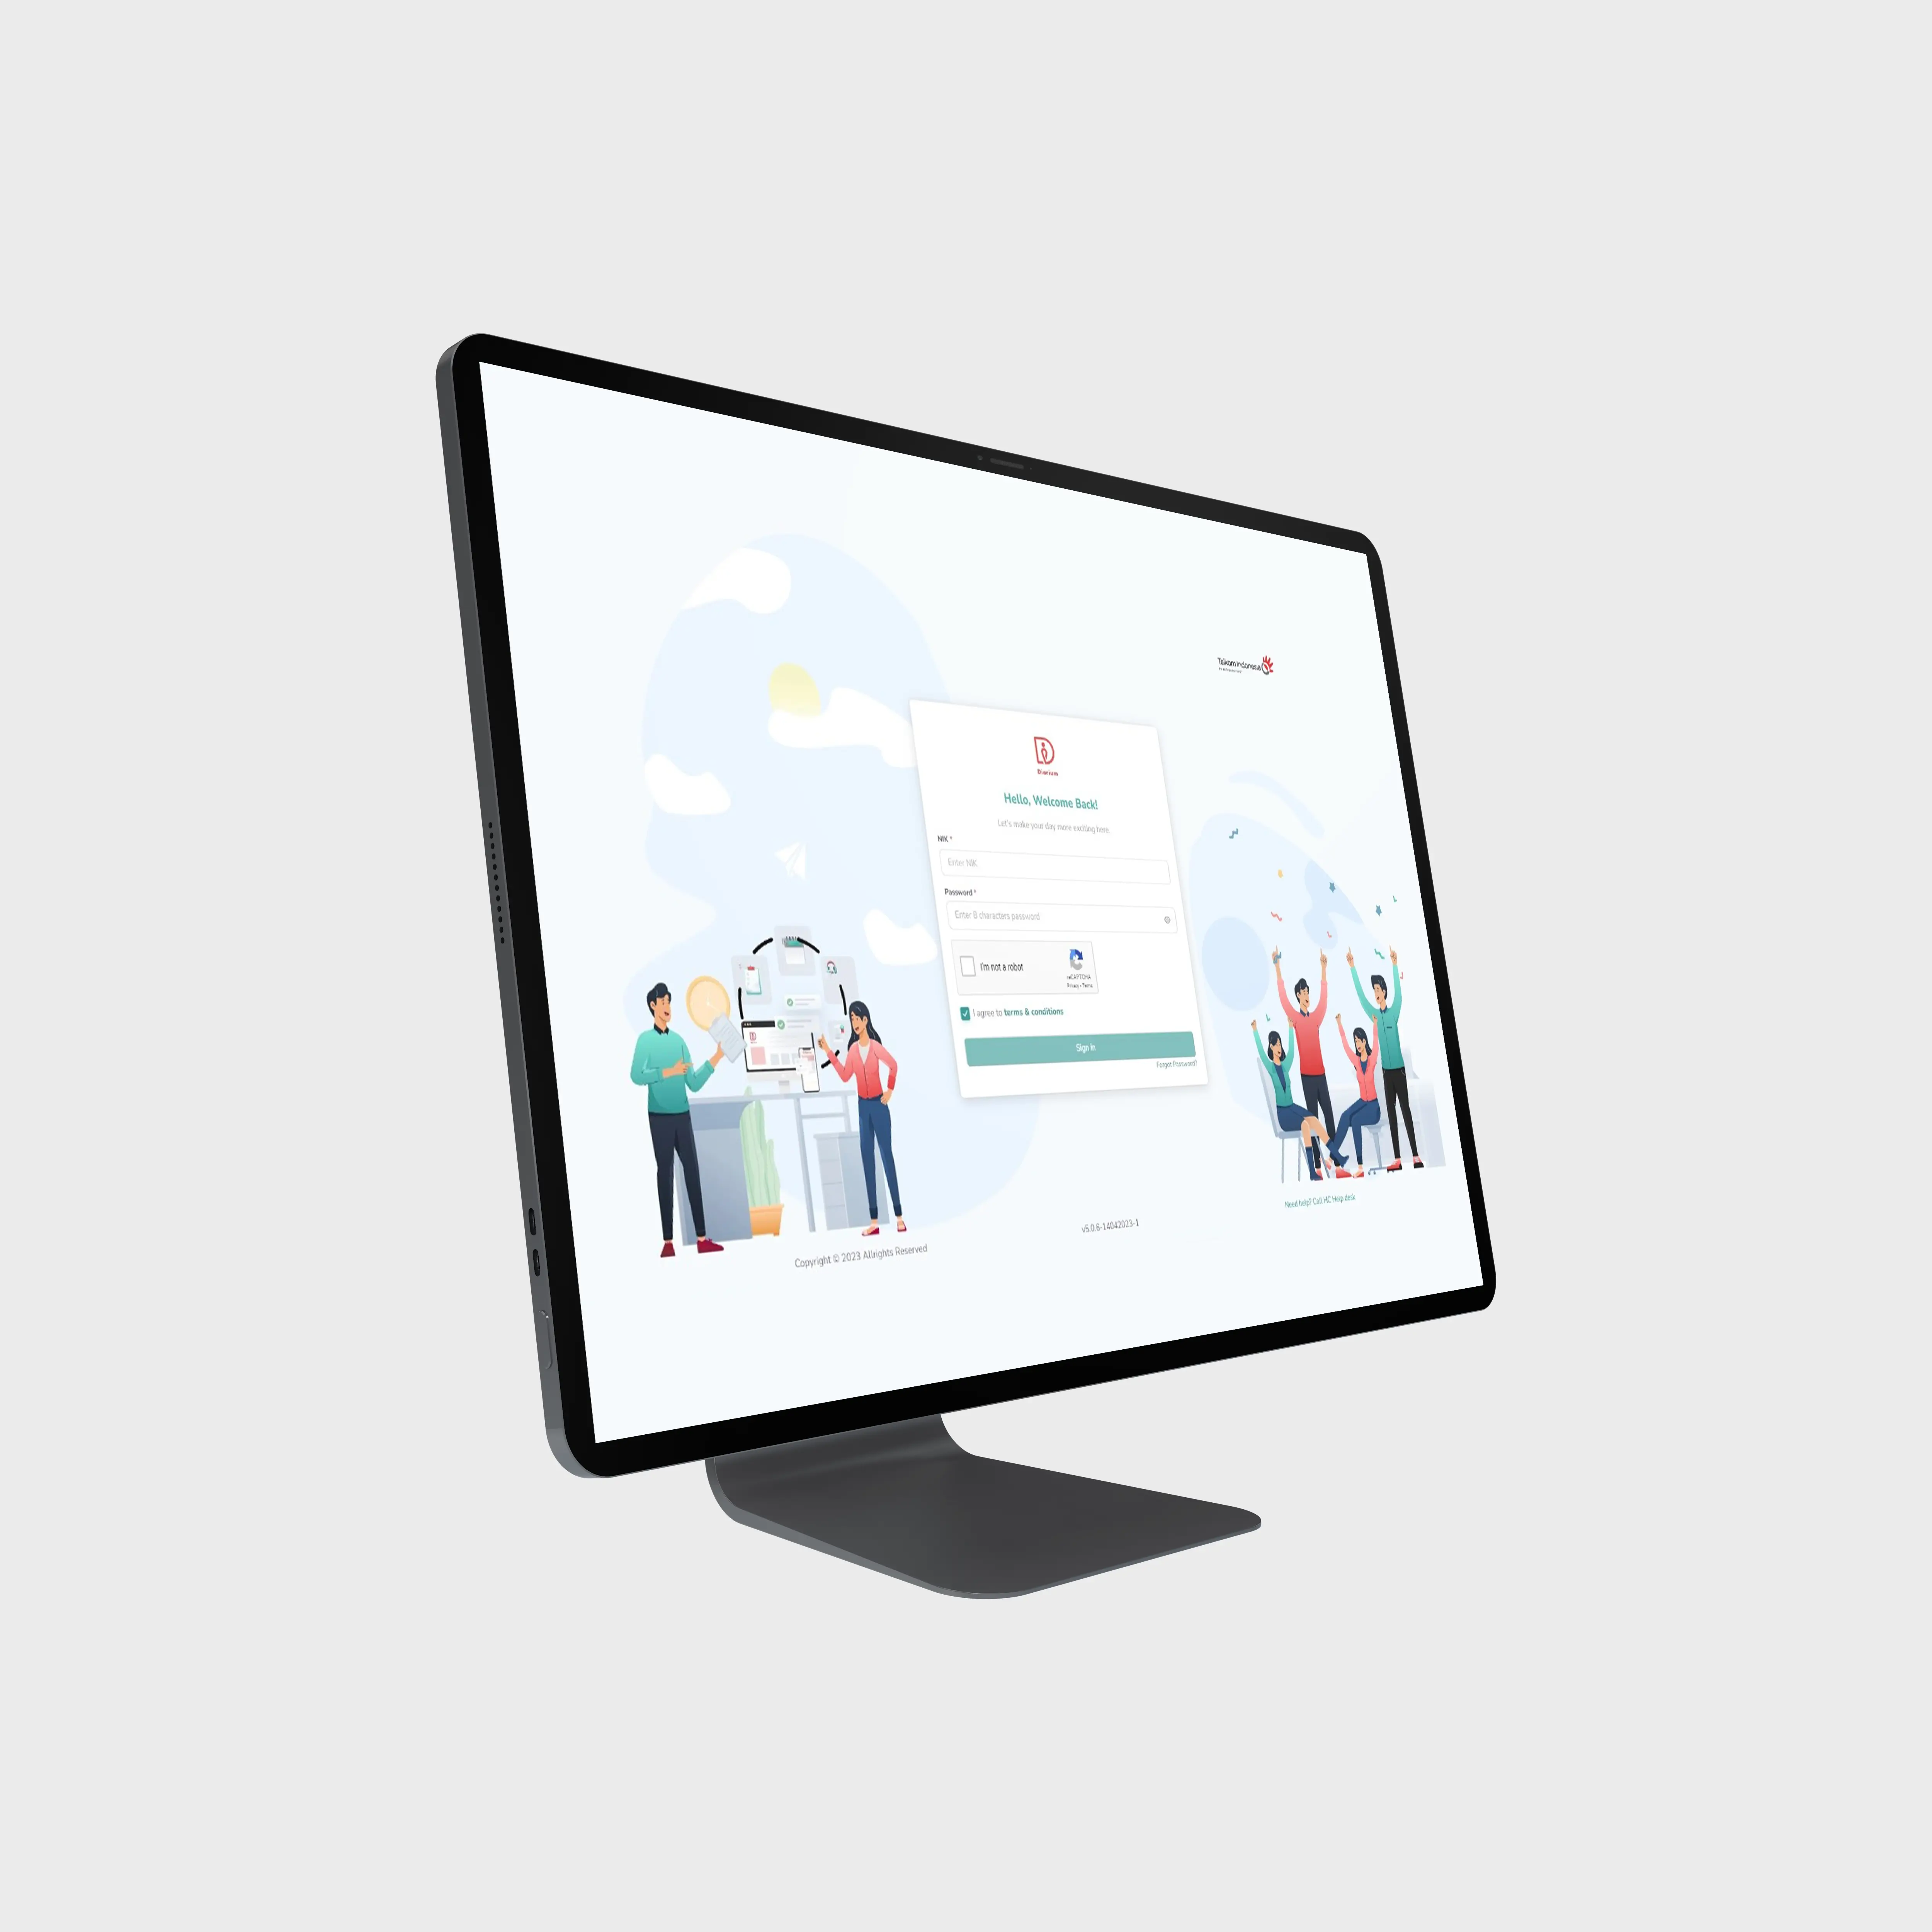 Telkom Indonesia
Diarium
Hello, Welcome Back!
Let's make your day more exciting here.
NIK *
Enter NIK
Password *
Enter 8 characters password
I'm not a robot
reCAPTCHA
Privacy - Terms
I agree to terms & conditions
Sign In
Forgot Password?
Need help? Call HC Help desk
v5.0.6-14042023-1
Copyright © 2023 Allrights Reserved